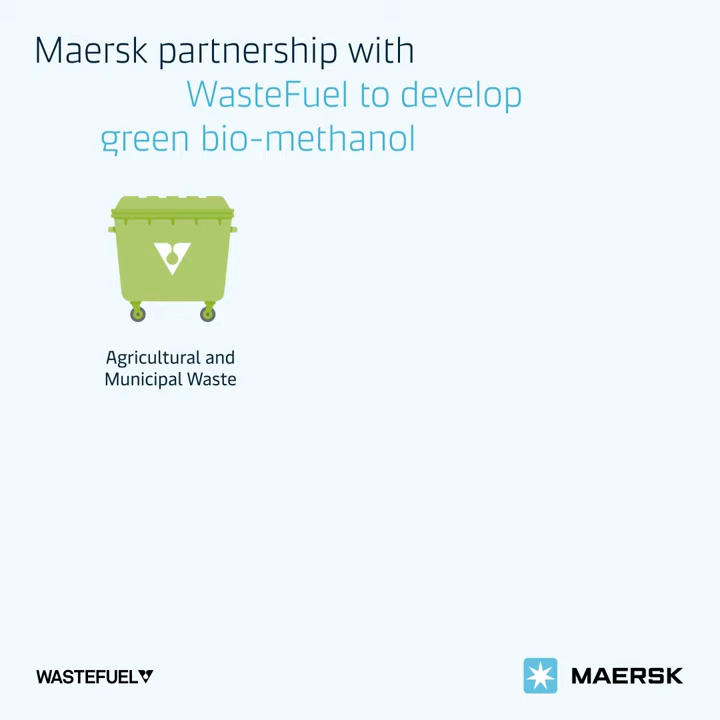 Maersk partnership with
WasteFuel to develop
green bio-methanol
Agricultural and
Municipal Waste
WASTEFUEL
MAERSK